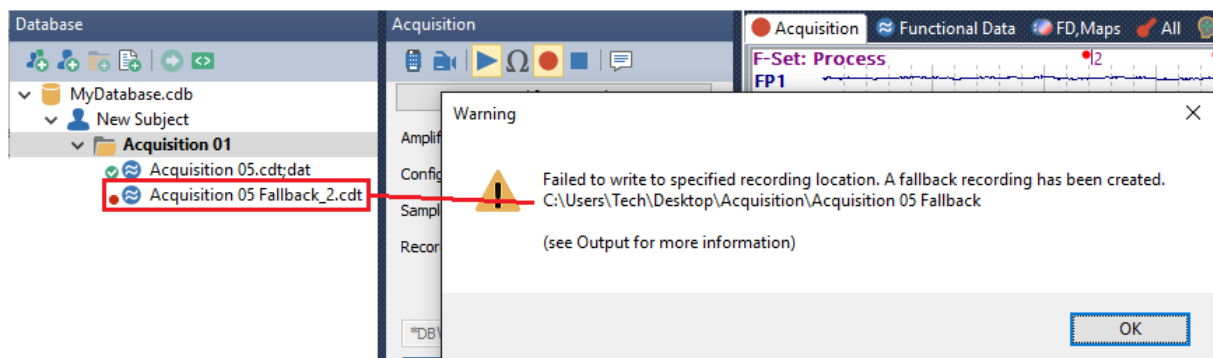 Database
MyDatabase.cdb
New Subject
Acquisition 01
Acquisition 05.cdt;dat
Acquisition 05 Fallback_2.cdt
Acquisition
Amplif
Config
Sampl
Recor
*DB\
Acquisition Functional Data FD,Maps All
F-Set: Process
I2
FP1
Warning
Failed to write to specified recording location. A fallback recording has been created.
C:\Users\Tech\Desktop\Acquisition\Acquisition 05 Fallback
(see Output for more information)
OK